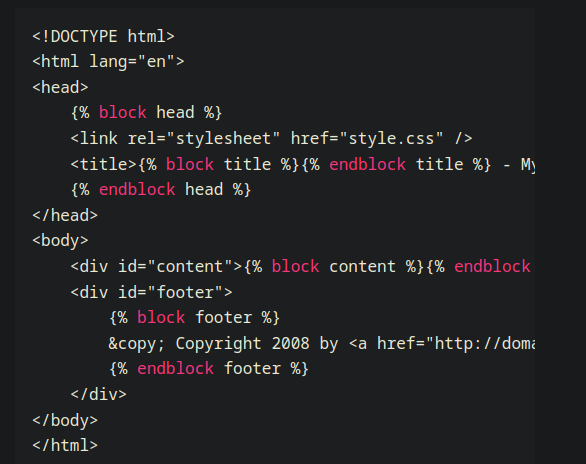 <!DOCTYPE html>
<html lang="en">
<head>
    {% block head %}
    <link rel="stylesheet" href="style.css" />
    <title>{% block title %}{% endblock title %} - My
    {% endblock head %}
</head>
<body>
    <div id="content">{% block content %}{% endblock
    <div id="footer">
        {% block footer %}
        &copy; Copyright 2008 by <a href="http://doma
        {% endblock footer %}
    </div>
</body>
</html>